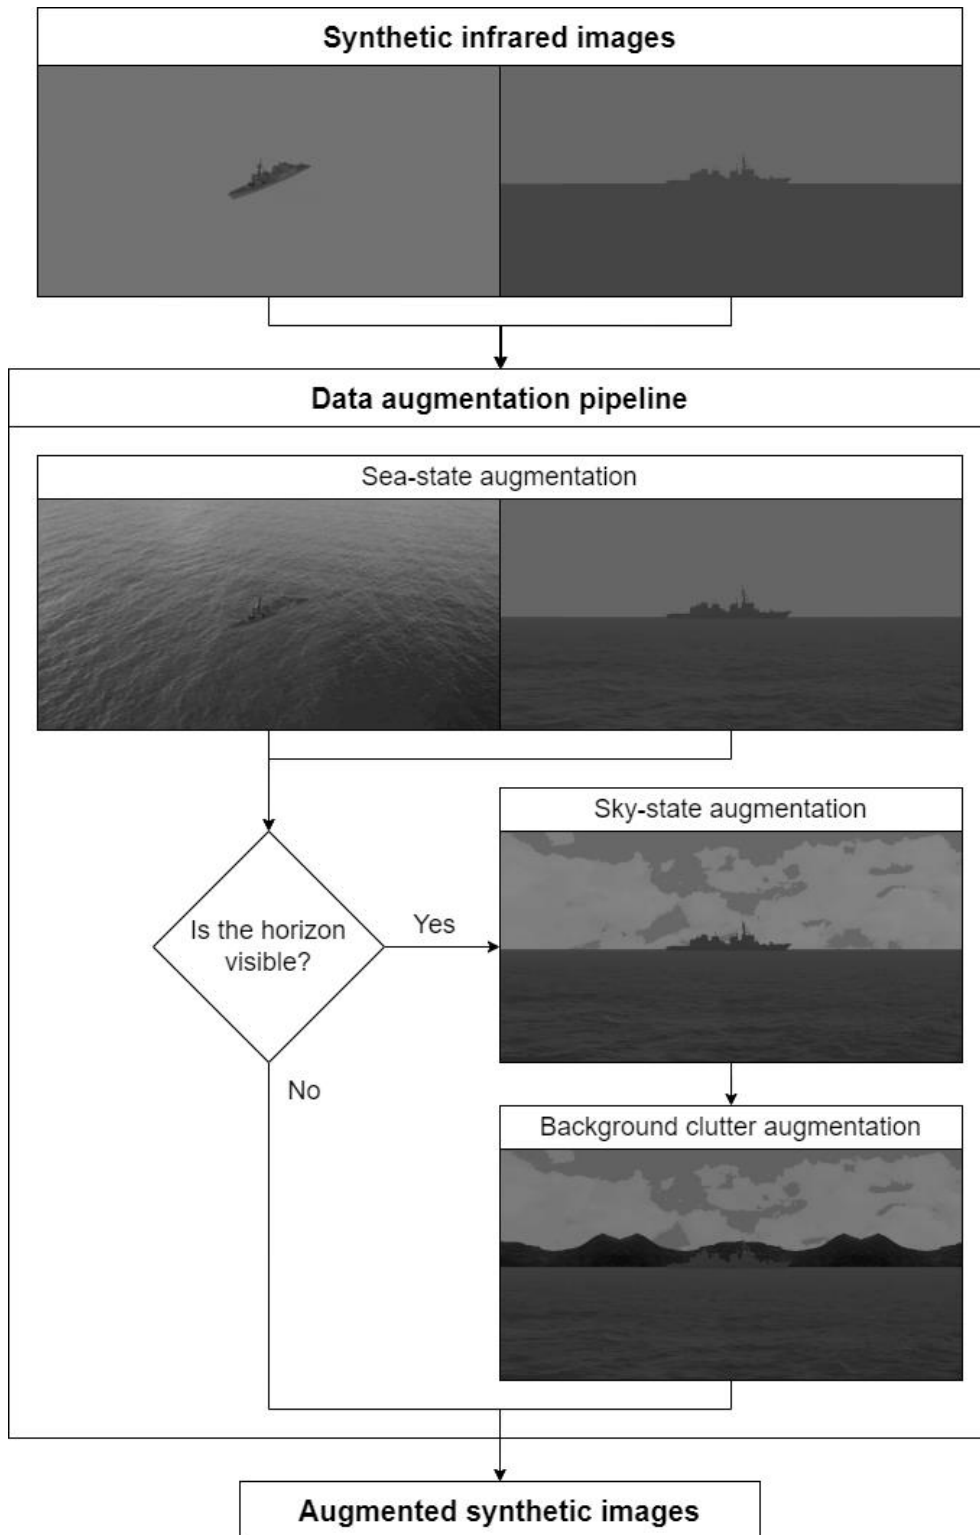 Synthetic infrared images
Data augmentation pipeline
Sea-state augmentation
Sky-state augmentation
Is the horizon
visible?
Yes
No
Background clutter augmentation
Augmented synthetic images